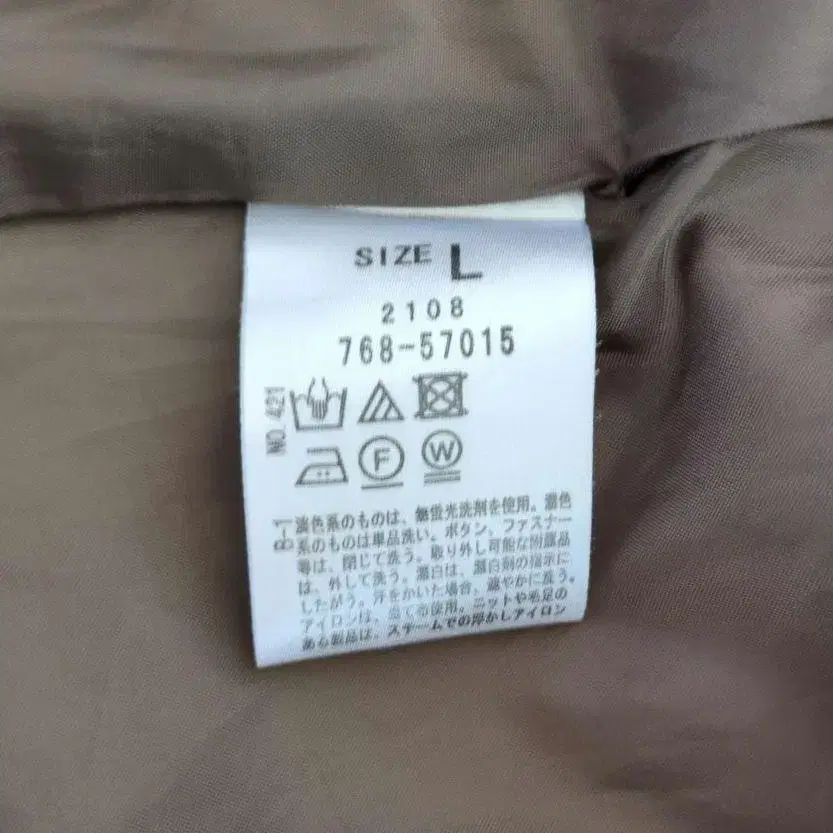 SIZE L
2108
768-57015
NO. 421
F W
8-1
淡色系のものは、無蛍光洗剤を使用。濃色
系のものは単品洗い。ボタン、ファスナー
等は、閉じて洗う。取り外し可能な附属品
は、外して洗う。漂白は、漂白剤の指示に
したがう。汗をかいた場合、速やかに洗う。
アイロンは、当て布使用。ニットや毛足の
ある製品は、スチームでの浮かしアイロン